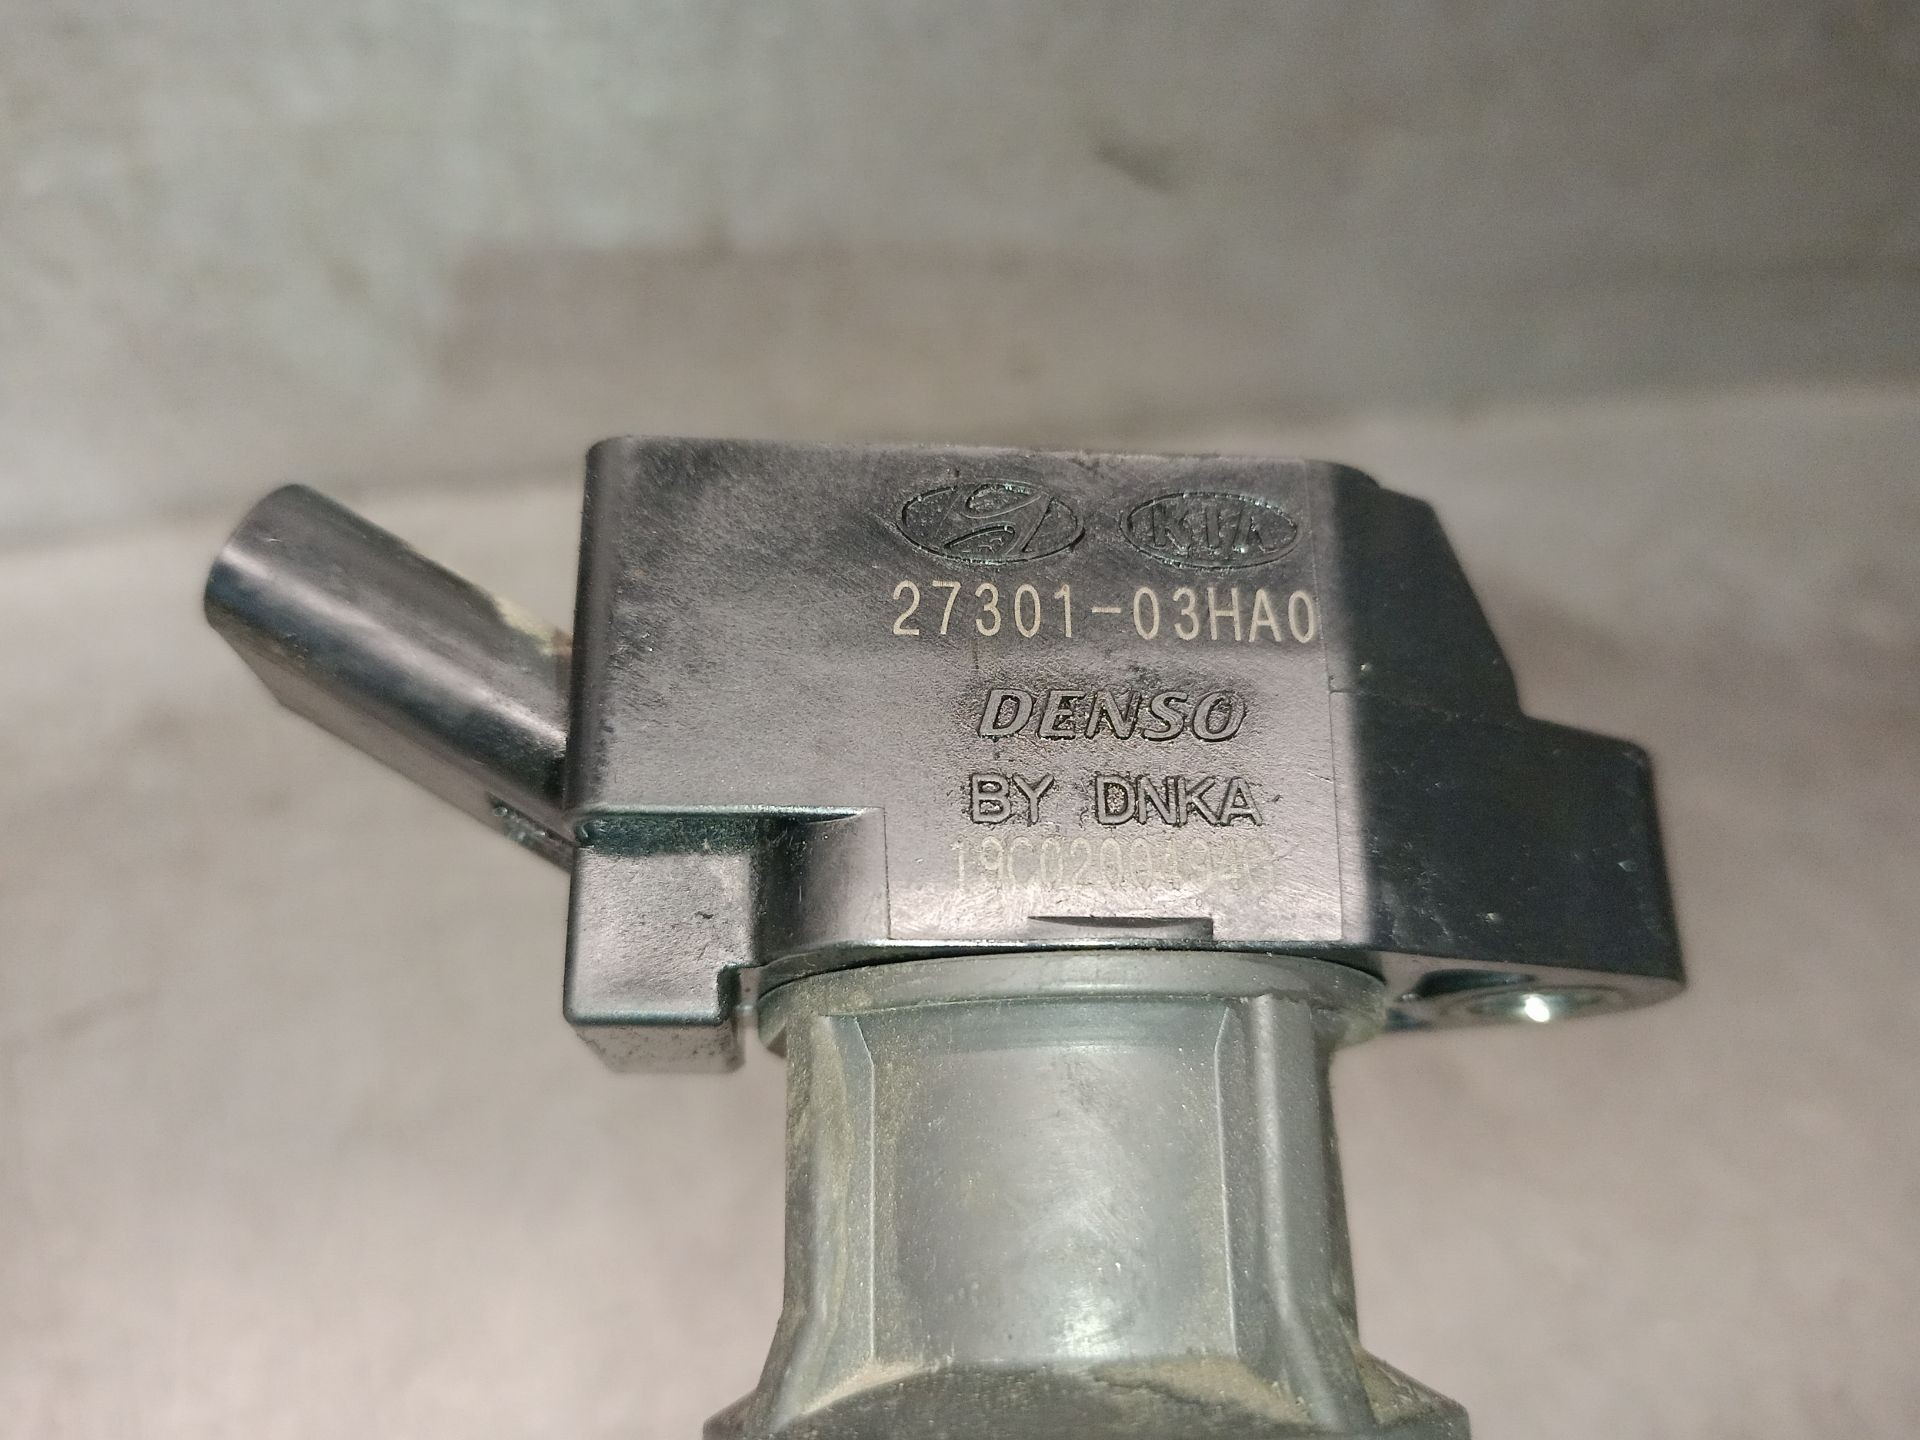 KIA
27301-03HA0
DENSO
BY DNKA